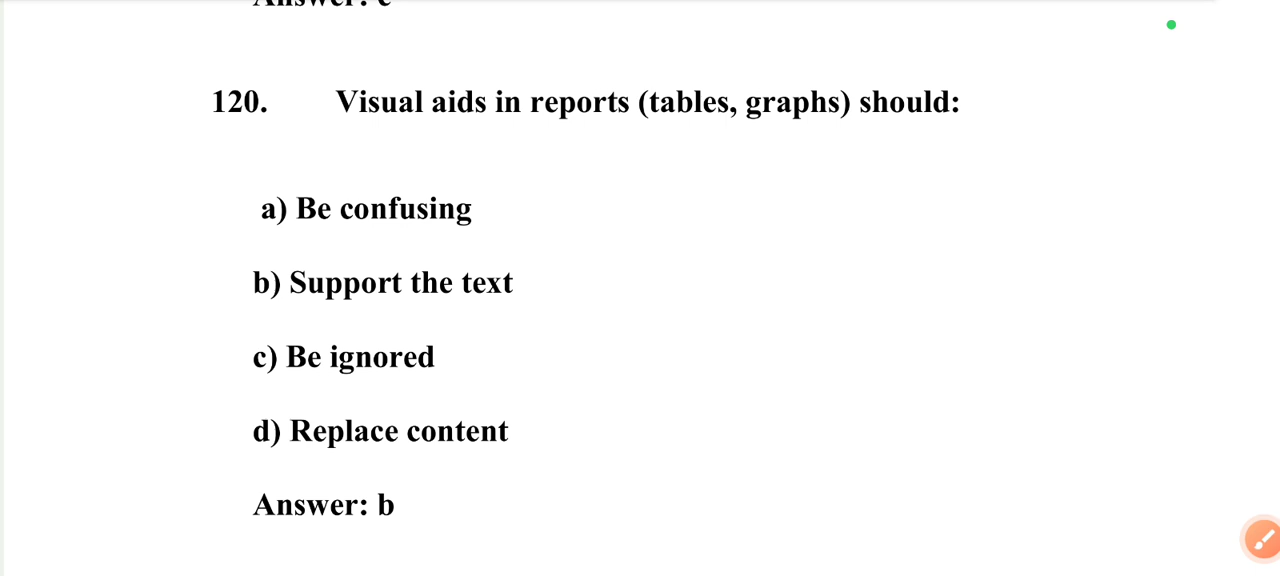 120. Visual aids in reports (tables, graphs) should:
a) Be confusing
b) Support the text
c) Be ignored
d) Replace content
Answer: b